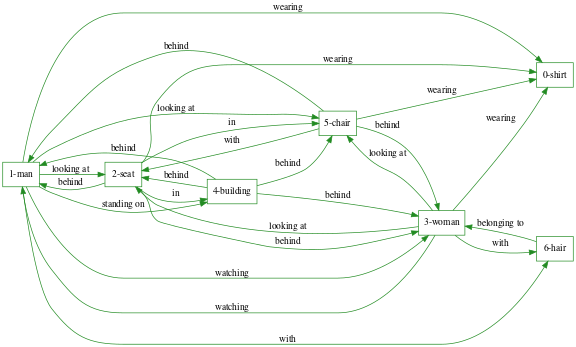 wearing
behind
wearing
0-shirt
wearing
looking at
in
5-chair
behind
wearing
with
behind
looking at
behind
1-man
looking at
2-seat
behind
behind
in
4-building
behind
standing on
3-woman
belonging to
looking at
behind
with
6-hair
watching
watching
with